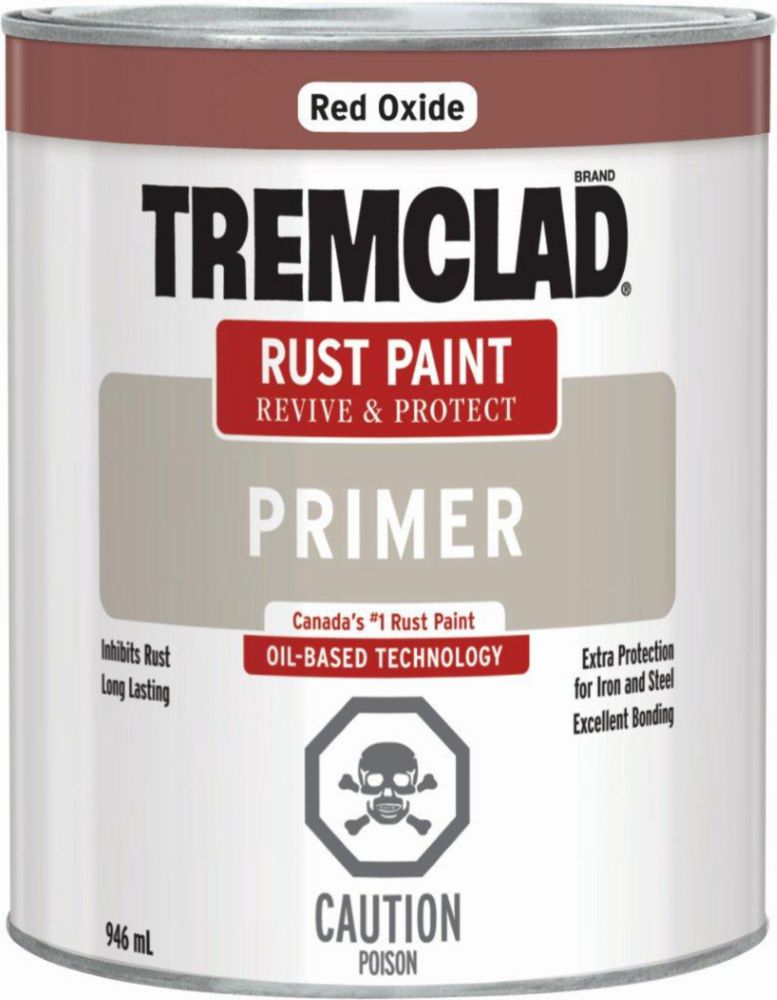 Red Oxide
BRAND
TREMCLAD®
RUST PAINT
REVIVE & PROTECT
PRIMER
Canada's #1 Rust Paint
OIL-BASED TECHNOLOGY
Inhibits Rust
Long Lasting
Extra Protection
for Iron and Steel
Excellent Bonding
CAUTION
POISON
946 mL